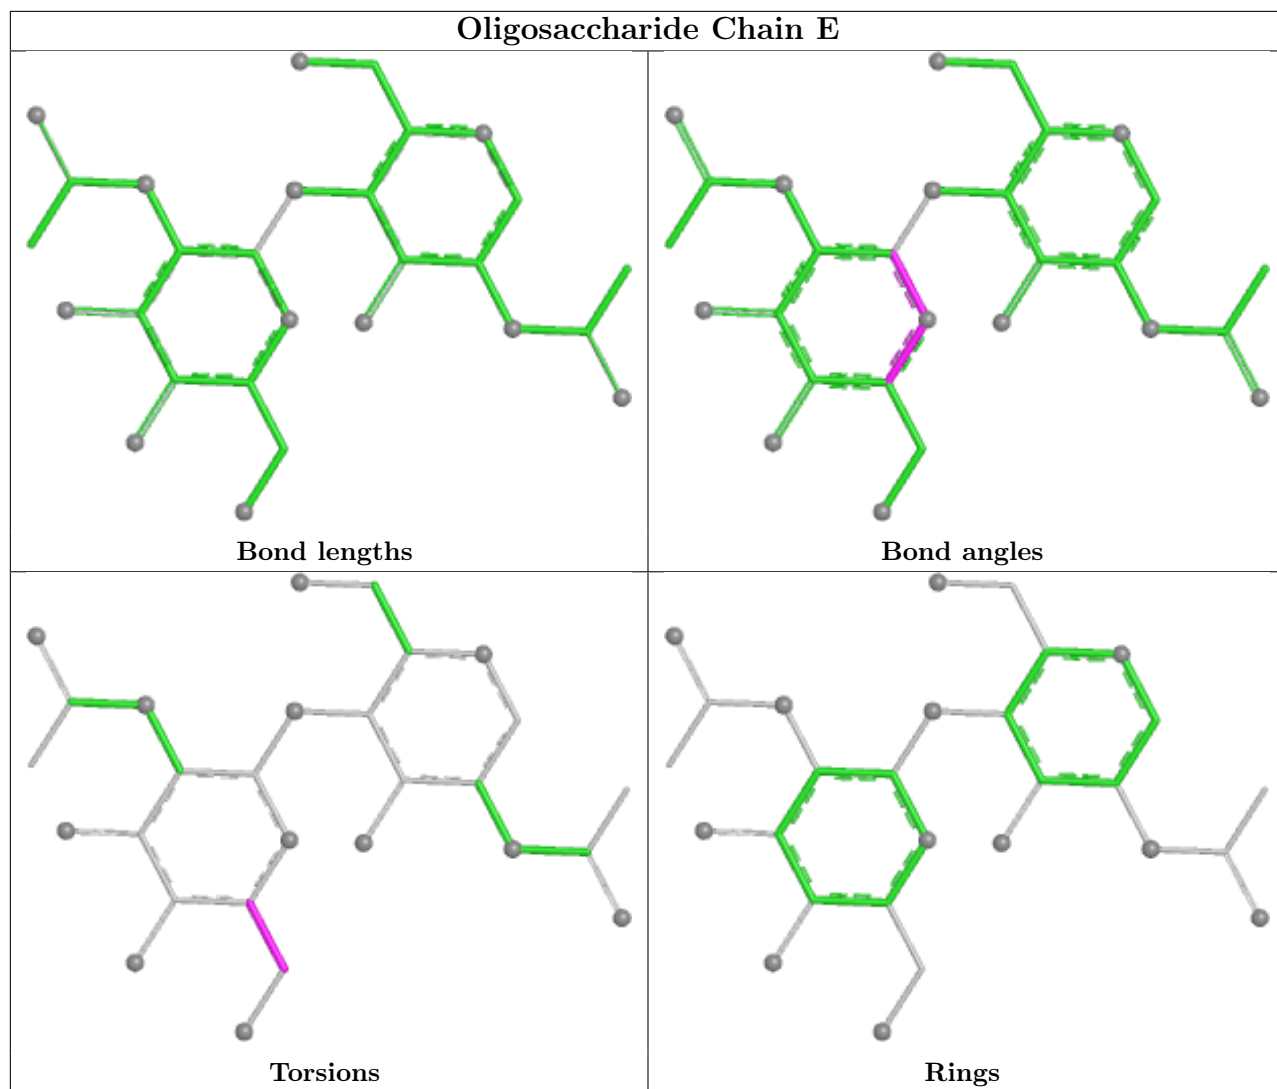 Oligosaccharide Chain E
Bond lengths
Bond angles
Torsions
Rings